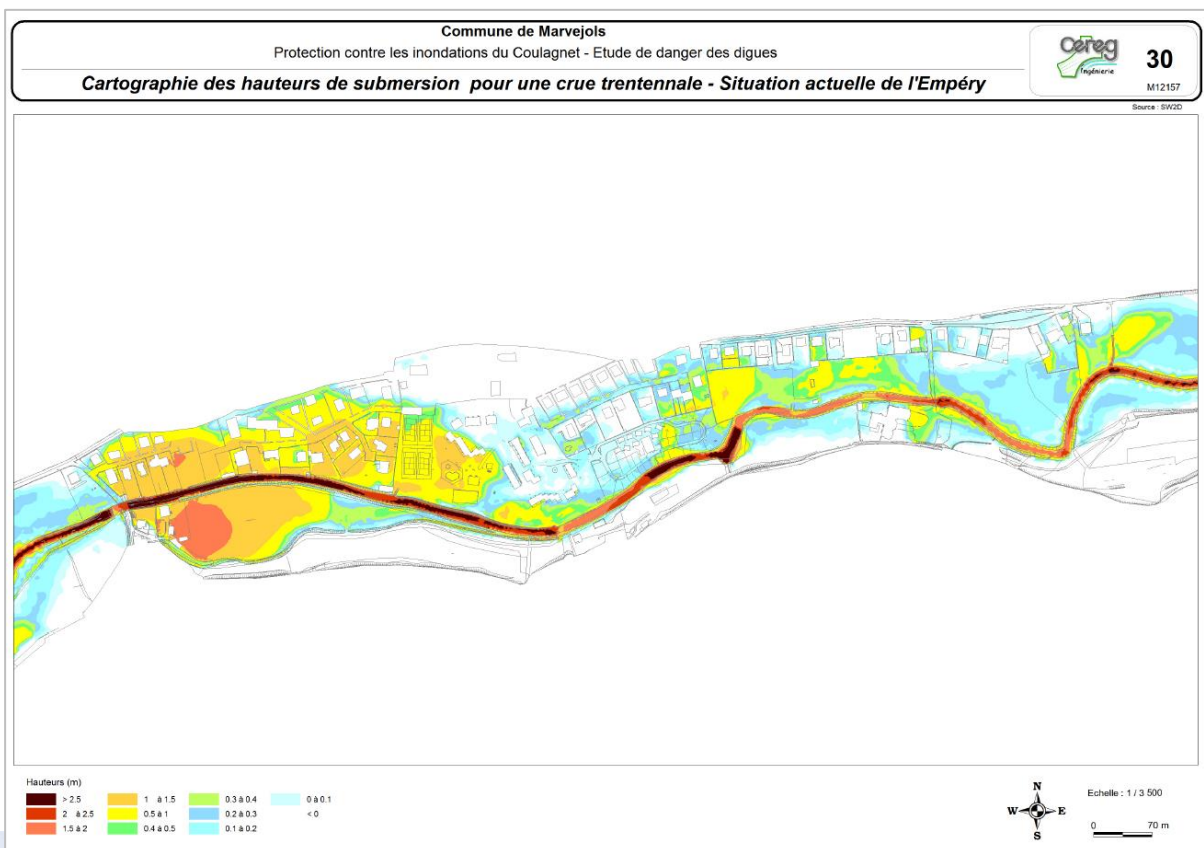 Commune de Marvejols
Protection contre les inondations du Coulagnet - Etude de danger des digues
Cartographie des hauteurs de submersion pour une crue trentennale - Situation actuelle de l'Empéry
Cereg
Ingénierie
30
M12157
Source : SW2D
Hauteurs (m)
> 2.5
2 à 2.5
1.5 à 2
1 à 1.5
0.5 à 1
0.4 à 0.5
0.3 à 0.4
0.2 à 0.3
0.1 à 0.2
0 à 0.1
< 0
N
W E
S
Echelle : 1 / 3 500
0 70 m